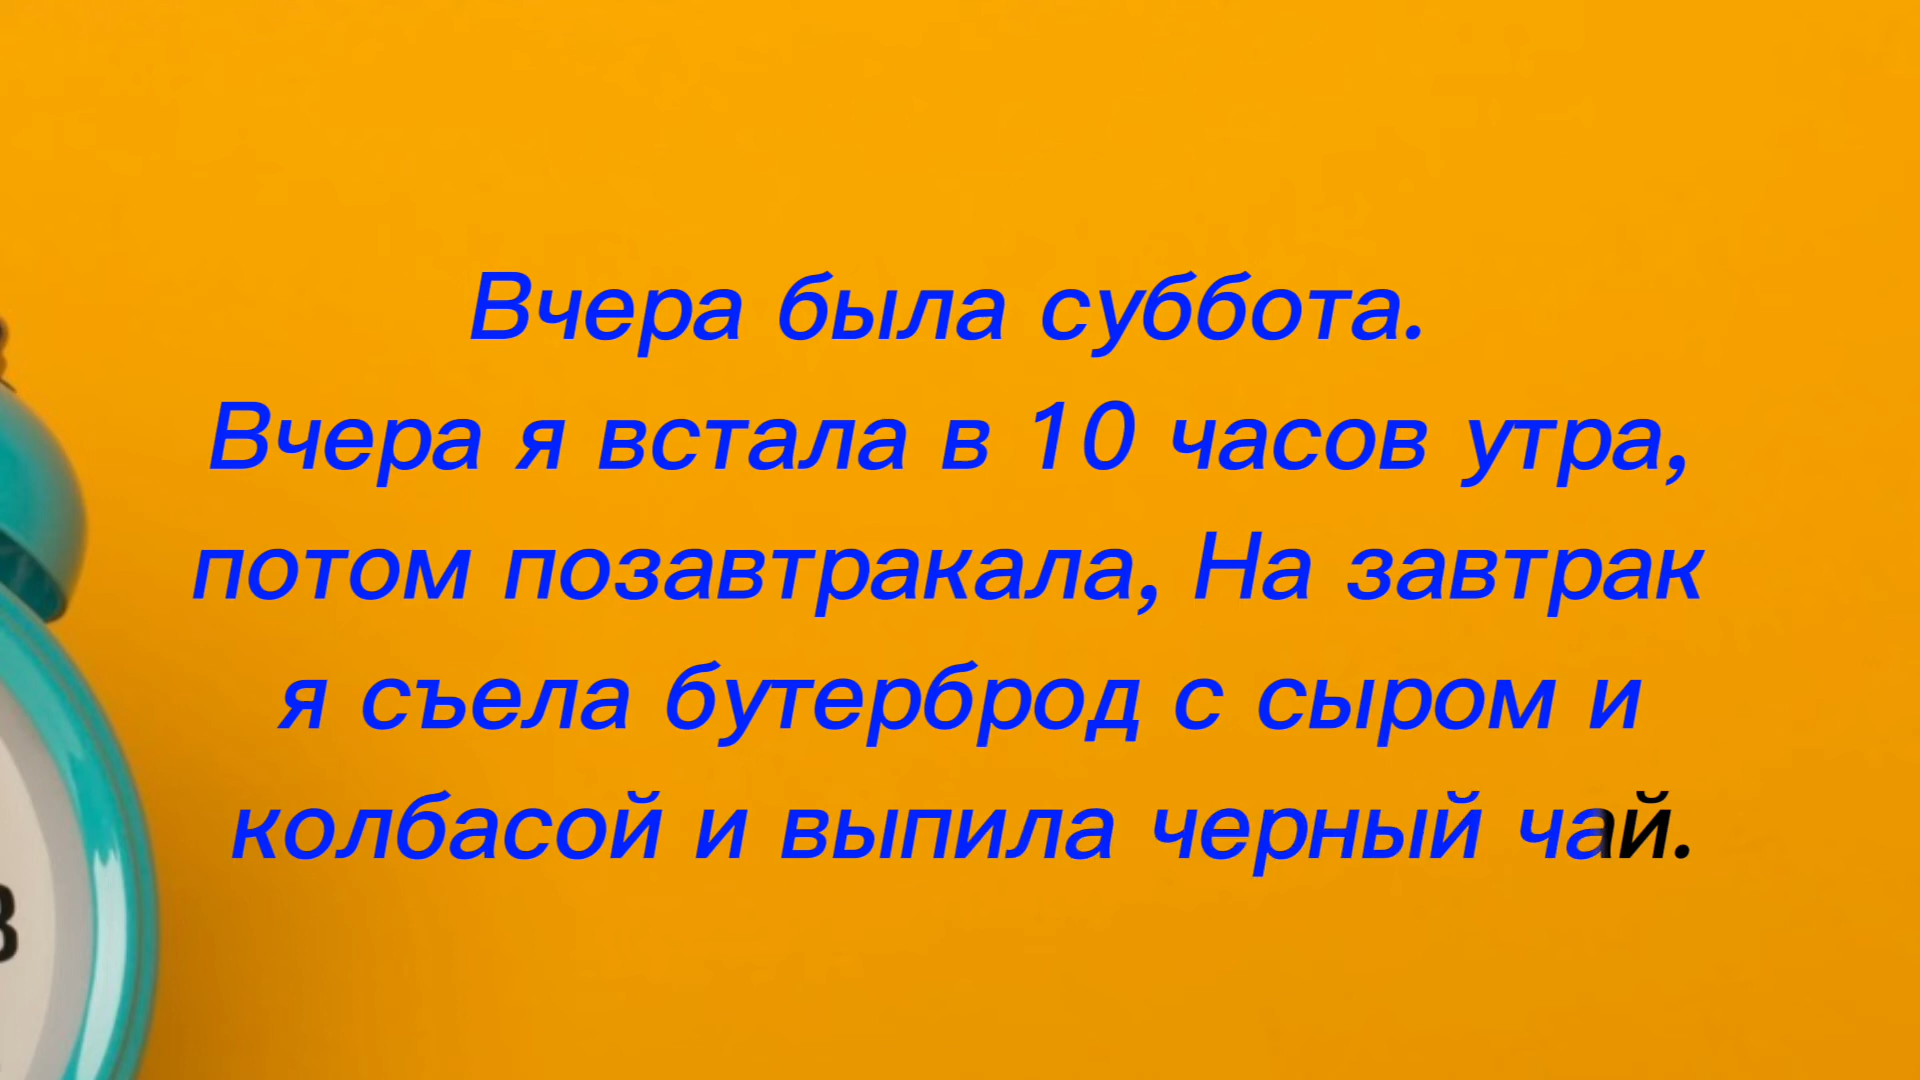 Вчера была суббота.
Вчера я встала в 10 часов утра,
потом позавтракала, На завтрак
я съела бутерброд с сыром и
колбасой и выпила черный чай.